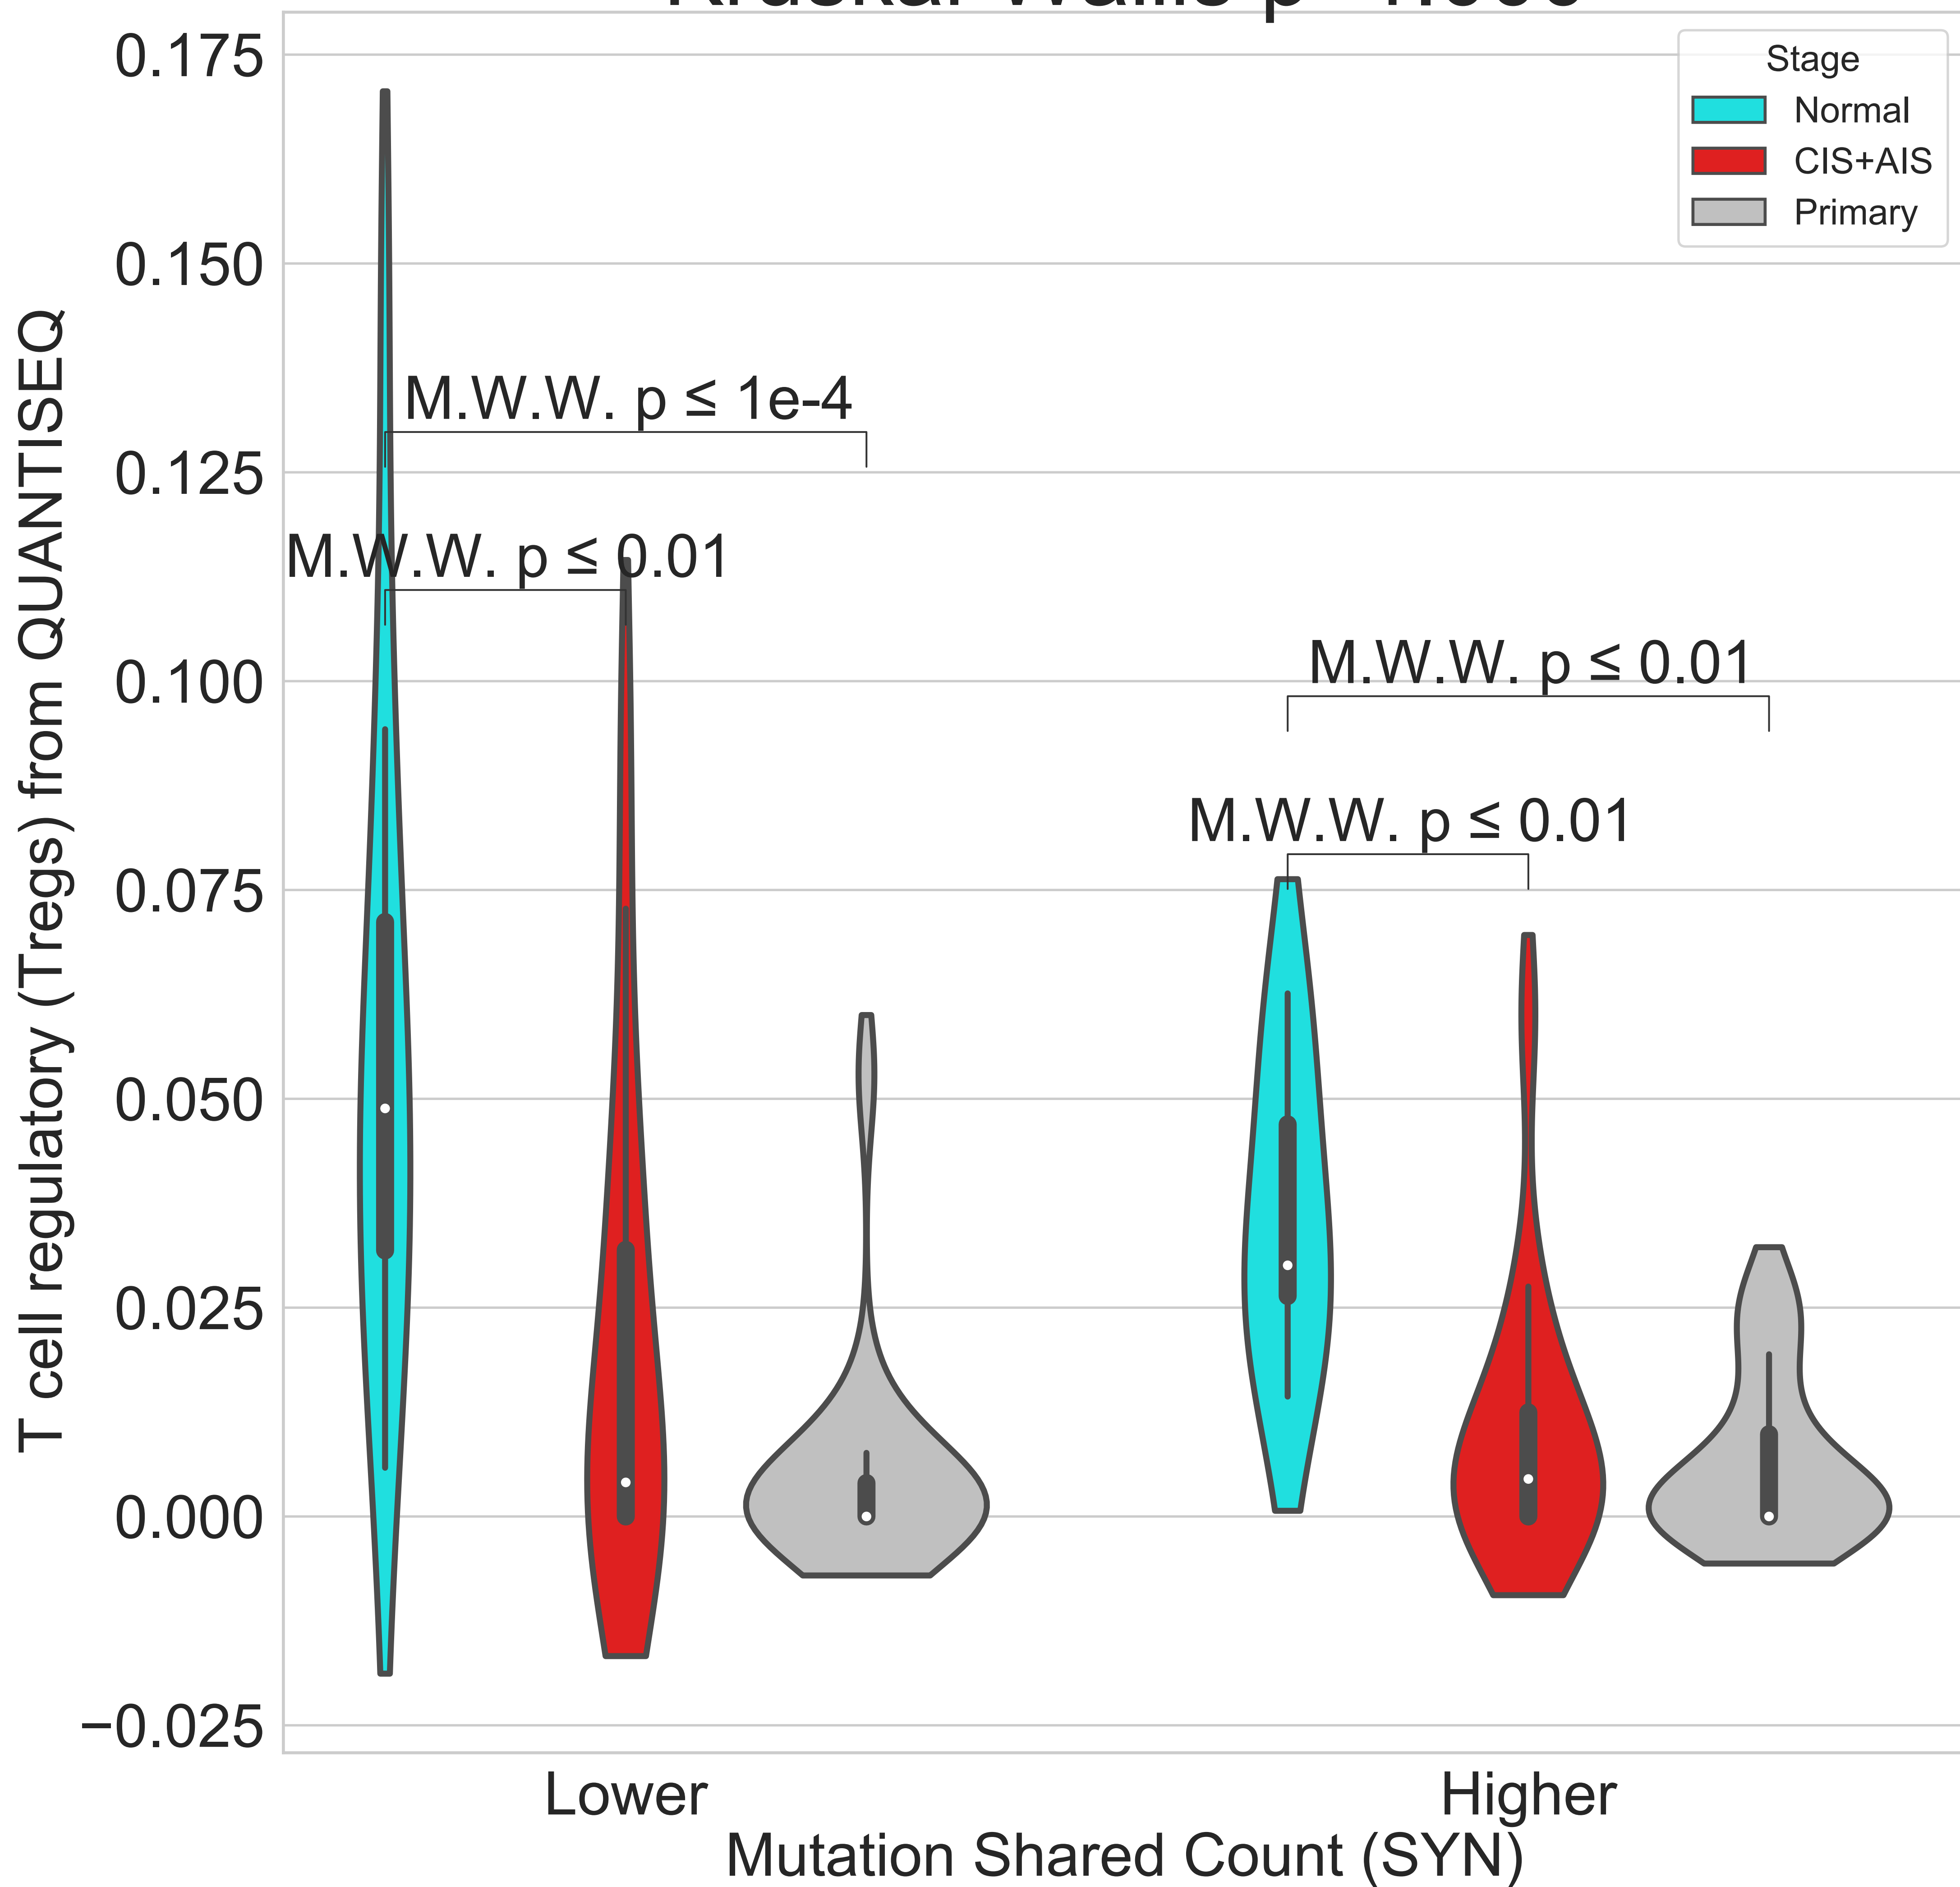 0.175
0.150
0.125
0.100
0.075
0.050
0.025
0.000
−0.025
T cell regulatory (Tregs) from QUANTISEQ
Stage
Normal
CIS+AIS
Primary
M.W.W. p ≤ 1e-4
M.W.W. p ≤ 0.01
M.W.W. p ≤ 0.01
M.W.W. p ≤ 0.01
Lower
Higher
Mutation Shared Count (SYN)